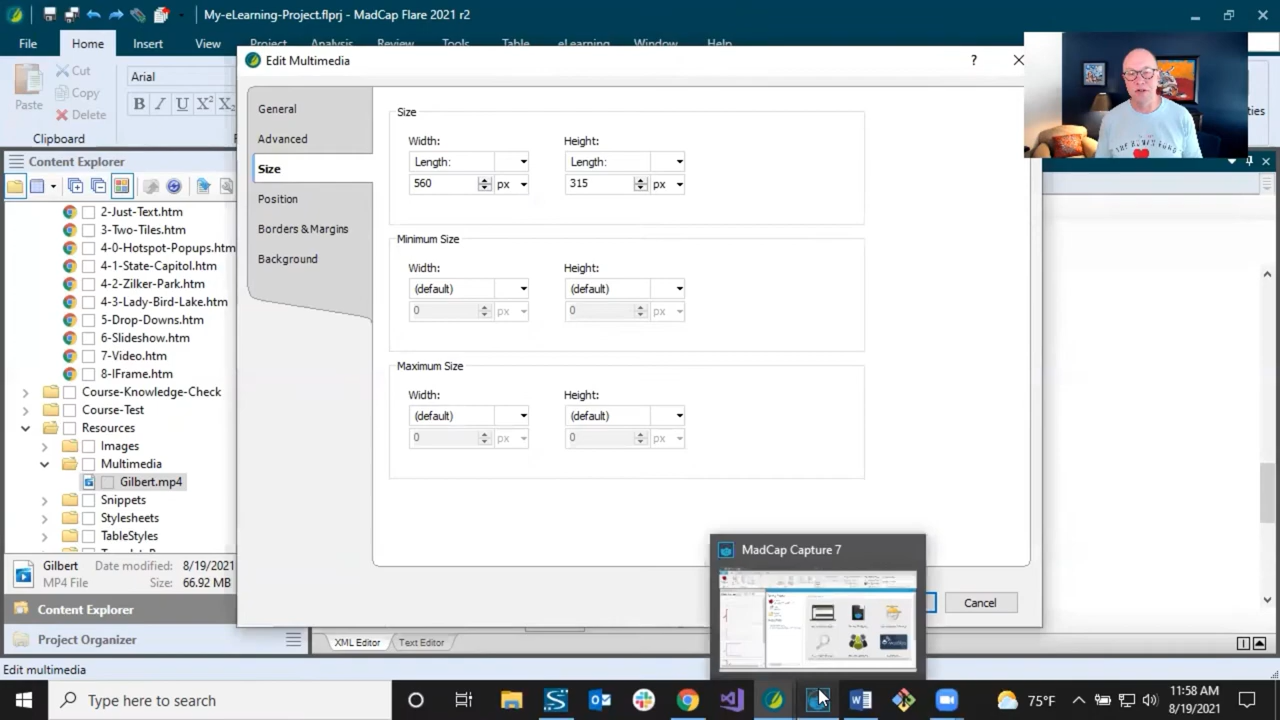 My-eLearning-Project.flprj - MadCap Flare 2021 r2
File Home Insert View Project Analysis Review Tools Table eLearning Window Help
Paste
Cut
Copy
Delete
Clipboard
Arial
B I U X² X₂
Content Explorer
2-Just-Text.htm
3-Two-Tiles.htm
4-0-Hotspot-Popups.htm
4-1-State-Capitol.htm
4-2-Zilker-Park.htm
4-3-Lady-Bird-Lake.htm
5-Drop-Downs.htm
6-Slideshow.htm
7-Video.htm
8-IFrame.htm
Course-Knowledge-Check
Course-Test
Resources
Images
Multimedia
Gilbert.mp4
Snippets
Stylesheets
TableStyles
Gilbert Date modified: 8/19/2021
MP4 File Size: 66.92 MB
Content Explorer
Project Organizer
Edit multimedia
Edit Multimedia
?
General
Advanced
Size
Position
Borders & Margins
Background
Size
Width: Height:
Length: Length:
560 px 315 px
Minimum Size
Width: Height:
(default) (default)
0 px 0 px
Maximum Size
Width: Height:
(default) (default)
0 px 0 px
Cancel
MadCap Capture 7
XML Editor Text Editor
Type here to search
75°F
11:58 AM
8/19/2021